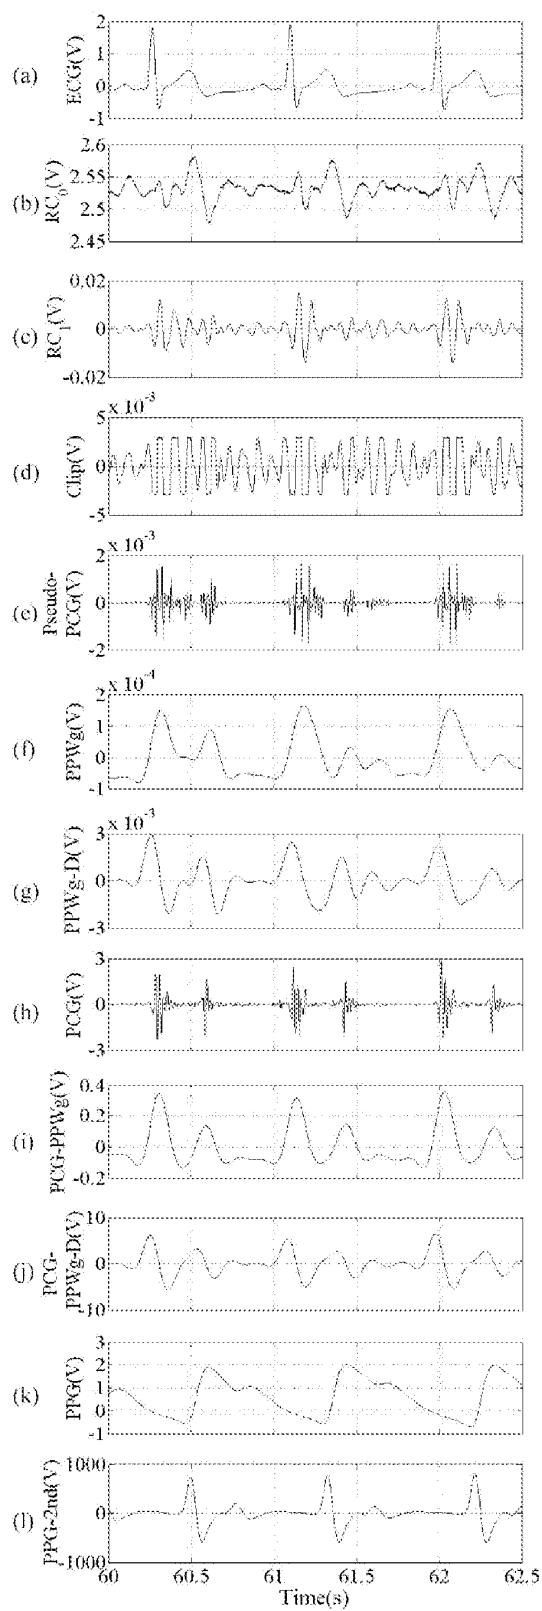 (a) ECG(V) 2 1 0 -1
(b) RC0(V) 2.6 2.55 2.5 2.45
(c) RC1(V) 0.02 0 -0.02
(d) Clip(V) x 10-3 5 0 -5
(e) Pseudo-
PCG(V) x 10-3 2 0 -2
(f) PPWg(V) x 10-4 2 1 0 -1
(g) PPWg-D(V) x 10-3 3 0 -3
(h) PCG(V) 3 0 -3
(i) PCG-PPWg(V) 0.4 0.2 0 -0.2
(j) PCG-
PPWg-D(V) 10 0 -10
(k) PPG(V) 3 2 1 0 -1
(l) PPG-2nd(V) 1000 0 -1000
60 60.5 61 61.5 62 62.5
Time(s)